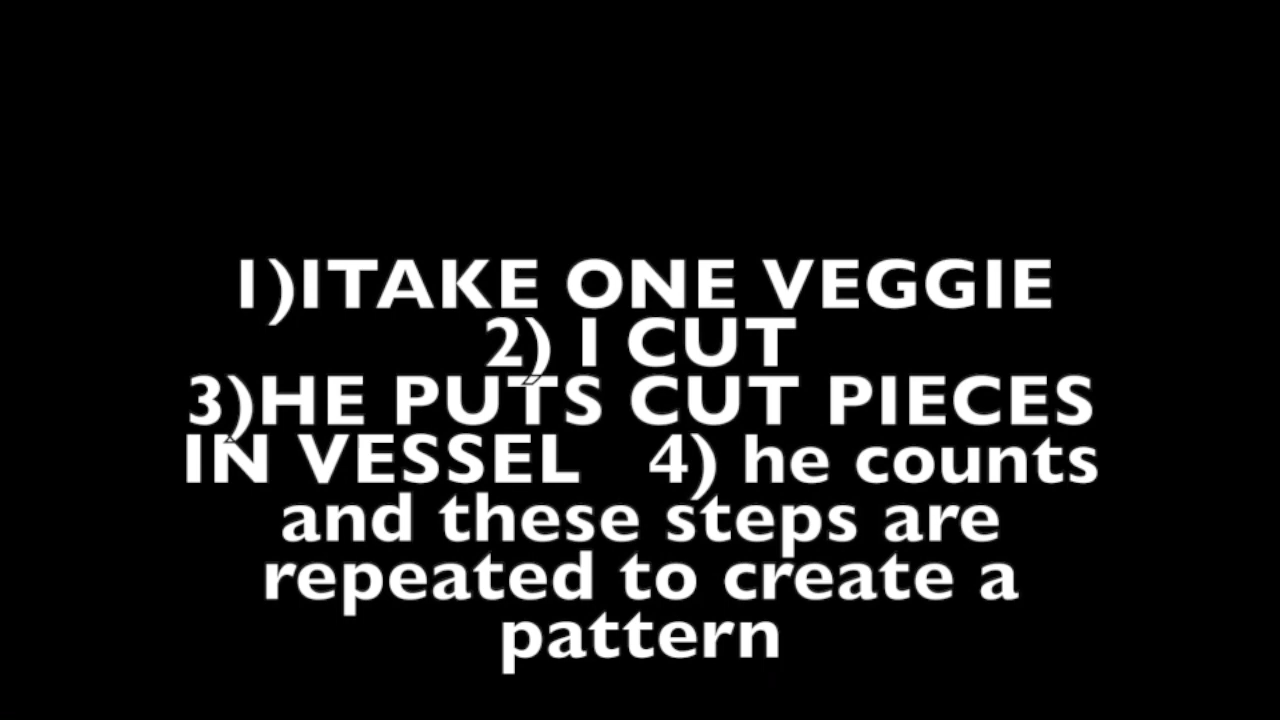 1)ITAKE ONE VEGGIE
2) I CUT
3)HE PUTS CUT PIECES
IN VESSEL   4) he counts
and these steps are
repeated to create a
pattern